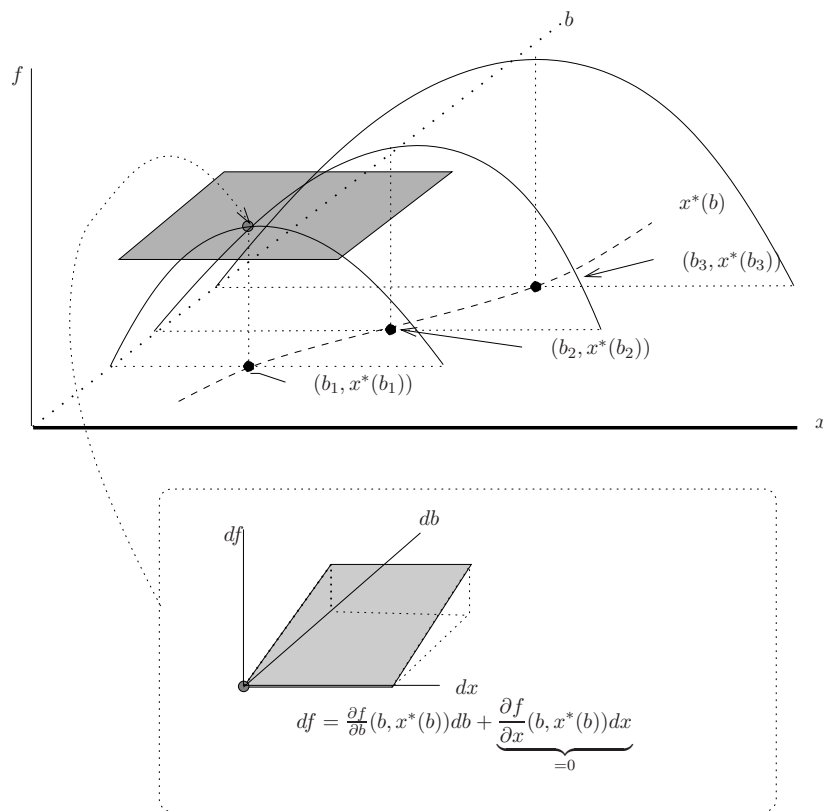 b
f
x*(b)
(b₃, x*(b₃))
(b₂, x*(b₂))
(b₁, x*(b₁))
x
db
df
dx
df = ∂f/∂b (b, x*(b))db + ∂f/∂x (b, x*(b))dx
=0